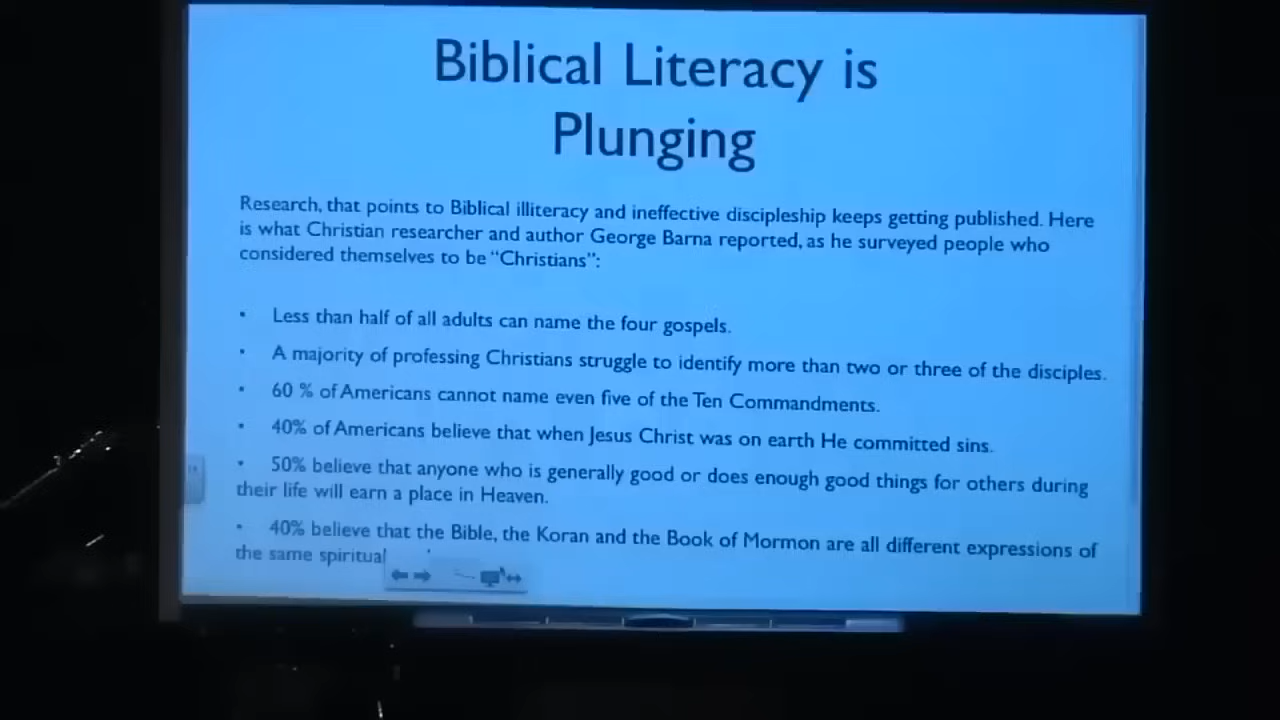 Biblical Literacy is
Plunging
Research, that points to Biblical illiteracy and ineffective discipleship keeps getting published. Here
is what Christian researcher and author George Barna reported, as he surveyed people who
considered themselves to be “Christians”:
• Less than half of all adults can name the four gospels.
• A majority of professing Christians struggle to identify more than two or three of the disciples.
• 60 % of Americans cannot name even five of the Ten Commandments.
• 40% of Americans believe that when Jesus Christ was on earth He committed sins.
• 50% believe that anyone who is generally good or does enough good things for others during
their life will earn a place in Heaven.
• 40% believe that the Bible, the Koran and the Book of Mormon are all different expressions of
the same spiritual